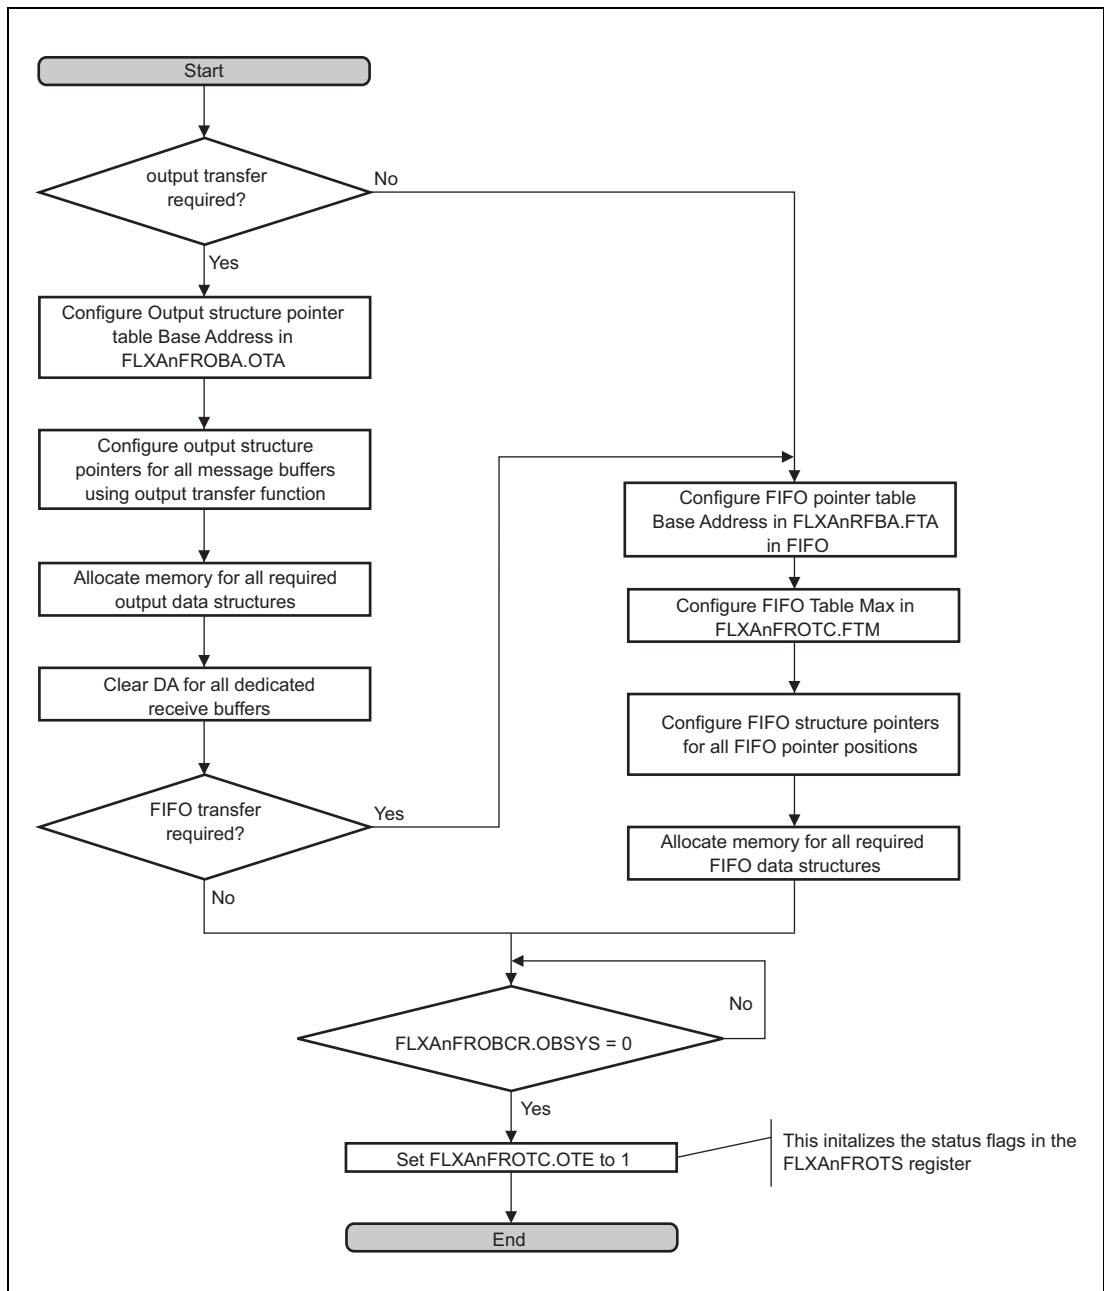 Start
output transfer
required?
No
Yes
Configure Output structure pointer
table Base Address in
FLXAnFROBA.OTA
Configure output structure
pointers for all message buffers
using output transfer function
Allocate memory for all required
output data structures
Clear DA for all dedicated
receive buffers
FIFO transfer
required?
Yes
No
Configure FIFO pointer table
Base Address in FLXAnRFBA.FTA
in FIFO
Configure FIFO Table Max in
FLXAnFROTC.FTM
Configure FIFO structure pointers
for all FIFO pointer positions
Allocate memory for all required
FIFO data structures
No
FLXAnFROBCR.OBSYS = 0
Yes
Set FLXAnFROTC.OTE to 1
This initalizes the status flags in the
FLXAnFROTS register
End